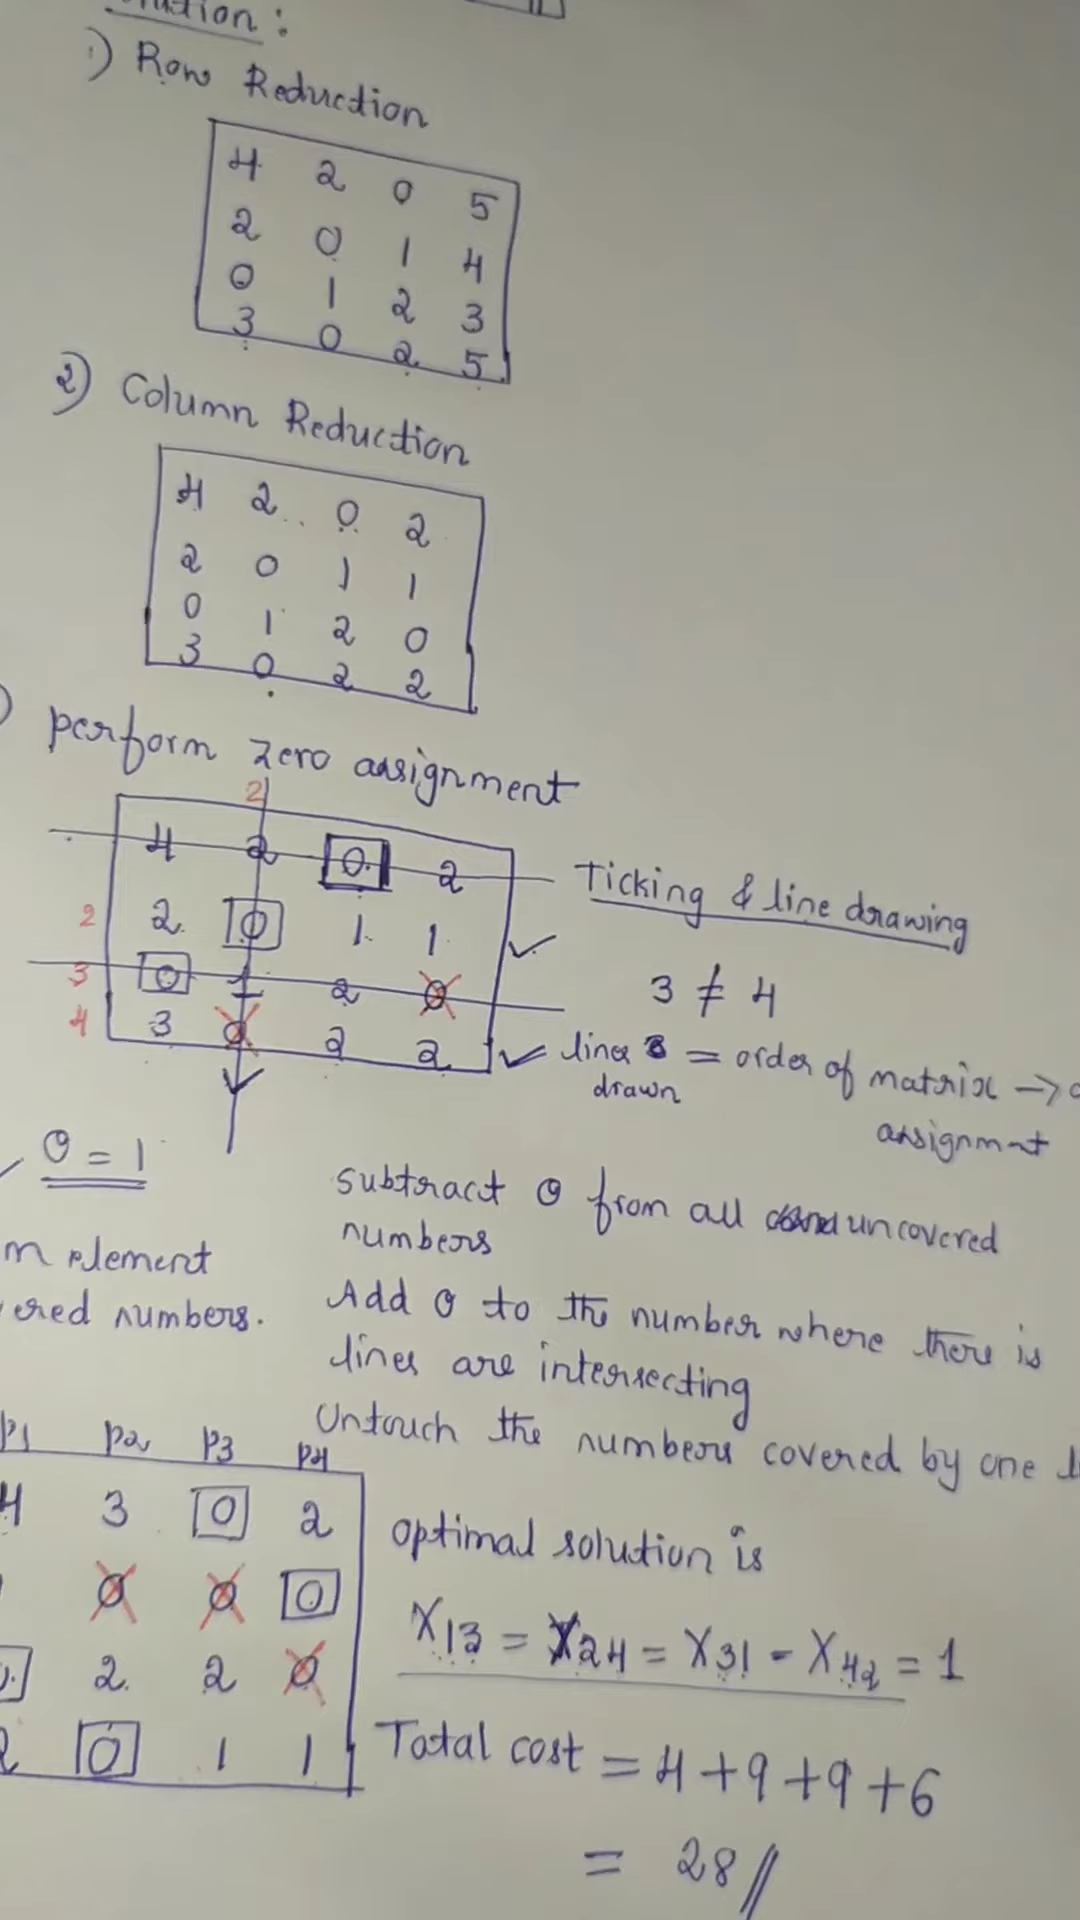 1) Row Reduction
4 2 0 5
2 0 1 4
0 1 2 3
3 0 2 5
2) Column Reduction
4 2 0 2
2 0 1 1
0 1 2 0
3 0 2 2
) perform zero assignment
2
4 2 0 2
Ticking & line drawing
2 2 0 1 1
3 ≠ 4
3 0 1 2 0
4 3 0 2 2
lines = order of matrix →
drawn
assignmnt
θ = 1
subtract θ from all uncovered
numbers
m element
ered numbers.
Add θ to the number where there is
lines are intersecting
Untouch the numbers covered by one
P1 P2 P3 P4
4 3 0 2
0 0 0
2 2 0
2 0 1 1
optimal solution is
X13 = X24 = X31 - X42 = 1
Total cost = 4 + 9 + 9 + 6
= 28 //